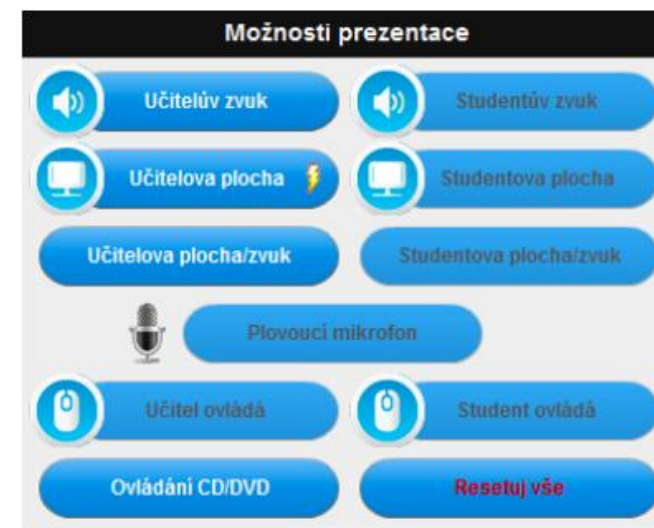 Možnosti prezentace
Učitelův zvuk
Studentův zvuk
Učitelova plocha
Studentova plocha
Učitelova plocha/zvuk
Studentova plocha/zvuk
Plovoucí mikrofon
Učitel ovládá
Student ovládá
Ovládání CD/DVD
Resetuj vše